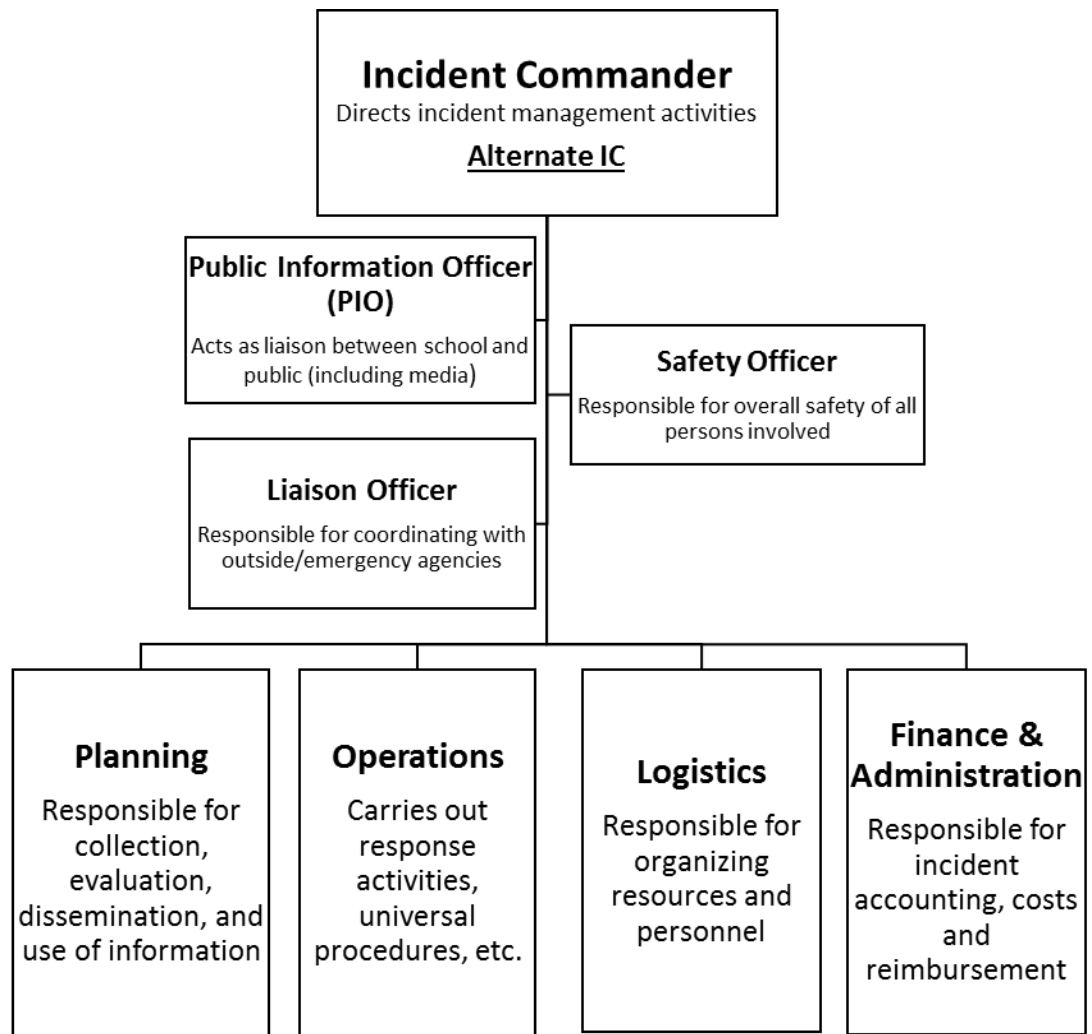 Incident Commander
Directs incident management activities
Alternate IC
Public Information Officer
(PIO)
Acts as liaison between school and
public (including media)
Safety Officer
Responsible for overall safety of all
persons involved
Liaison Officer
Responsible for coordinating with
outside/emergency agencies
Planning
Responsible for
collection,
evaluation,
dissemination, and
use of information
Operations
Carries out
response
activities,
universal
procedures, etc.
Logistics
Responsible for
organizing
resources and
personnel
Finance &
Administration
Responsible for
incident
accounting, costs
and
reimbursement